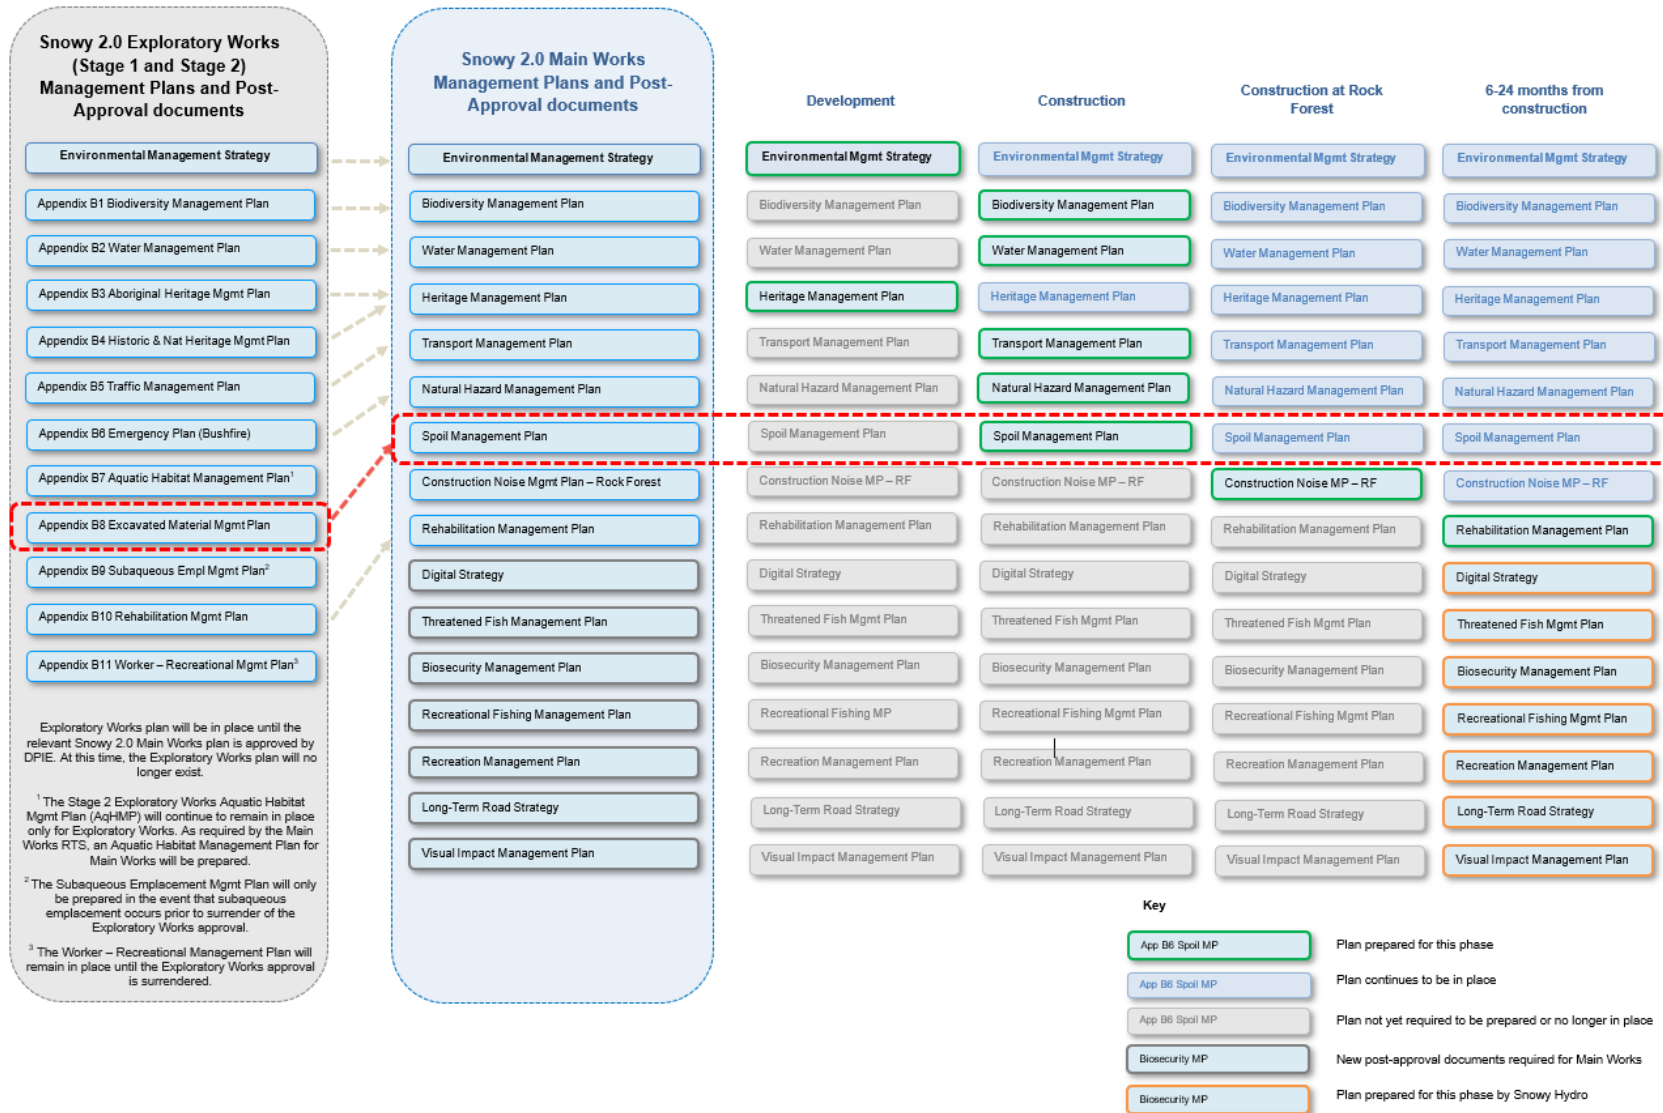 Snowy 2.0 Exploratory Works
(Stage 1 and Stage 2)
Management Plans and Post-
Approval documents
Environmental Management Strategy
Appendix B1 Biodiversity Management Plan
Appendix B2 Water Management Plan
Appendix B3 Aboriginal Heritage Mgmt Plan
Appendix B4 Historic & Nat Heritage Mgmt Plan
Appendix B5 Traffic Management Plan
Appendix B6 Emergency Plan (Bushfire)
Appendix B7 Aquatic Habitat Management Plan¹
Appendix B8 Excavated Material Mgmt Plan
Appendix B9 Subaqueous Empl Mgmt Plan²
Appendix B10 Rehabilitation Mgmt Plan
Appendix B11 Worker – Recreational Mgmt Plan³
Exploratory Works plan will be in place until the
relevant Snowy 2.0 Main Works plan is approved by
DPIE. At this time, the Exploratory Works plan will no
longer exist.
¹ The Stage 2 Exploratory Works Aquatic Habitat
Mgmt Plan (AqHMP) will continue to remain in place
only for Exploratory Works. As required by the Main
Works RTS, an Aquatic Habitat Management Plan for
Main Works will be prepared.
² The Subaqueous Emplacement Mgmt Plan will only
be prepared in the event that subaqueous
emplacement occurs prior to surrender of the
Exploratory Works approval.
³ The Worker – Recreational Management Plan will
remain in place until the Exploratory Works approval
is surrendered.
Snowy 2.0 Main Works
Management Plans and Post-
Approval documents
Environmental Management Strategy
Biodiversity Management Plan
Water Management Plan
Heritage Management Plan
Transport Management Plan
Natural Hazard Management Plan
Spoil Management Plan
Construction Noise Mgmt Plan – Rock Forest
Rehabilitation Management Plan
Digital Strategy
Threatened Fish Management Plan
Biosecurity Management Plan
Recreational Fishing Management Plan
Recreation Management Plan
Long-Term Road Strategy
Visual Impact Management Plan
Development
Environmental Mgmt Strategy
Biodiversity Management Plan
Water Management Plan
Heritage Management Plan
Transport Management Plan
Natural Hazard Management Plan
Spoil Management Plan
Construction Noise MP – RF
Rehabilitation Management Plan
Digital Strategy
Threatened Fish Mgmt Plan
Biosecurity Management Plan
Recreational Fishing MP
Recreation Management Plan
Long-Term Road Strategy
Visual Impact Management Plan
Construction
Environmental Mgmt Strategy
Biodiversity Management Plan
Water Management Plan
Heritage Management Plan
Transport Management Plan
Natural Hazard Management Plan
Spoil Management Plan
Construction Noise MP – RF
Rehabilitation Management Plan
Digital Strategy
Threatened Fish Mgmt Plan
Biosecurity Management Plan
Recreational Fishing Mgmt Plan
Recreation Management Plan
Long-Term Road Strategy
Visual Impact Management Plan
Construction at Rock
Forest
Environmental Mgmt Strategy
Biodiversity Management Plan
Water Management Plan
Heritage Management Plan
Transport Management Plan
Natural Hazard Management Plan
Spoil Management Plan
Construction Noise MP – RF
Rehabilitation Management Plan
Digital Strategy
Threatened Fish Mgmt Plan
Biosecurity Management Plan
Recreational Fishing Mgmt Plan
Recreation Management Plan
Long-Term Road Strategy
Visual Impact Management Plan
6-24 months from
construction
Environmental Mgmt Strategy
Biodiversity Management Plan
Water Management Plan
Heritage Management Plan
Transport Management Plan
Natural Hazard Management Plan
Spoil Management Plan
Construction Noise MP – RF
Rehabilitation Management Plan
Digital Strategy
Threatened Fish Mgmt Plan
Biosecurity Management Plan
Recreational Fishing Mgmt Plan
Recreation Management Plan
Long-Term Road Strategy
Visual Impact Management Plan
Key
App B6 Spoil MP
Plan prepared for this phase
App B6 Spoil MP
Plan continues to be in place
App B6 Spoil MP
Plan not yet required to be prepared or no longer in place
Biosecurity MP
New post-approval documents required for Main Works
Biosecurity MP
Plan prepared for this phase by Snowy Hydro